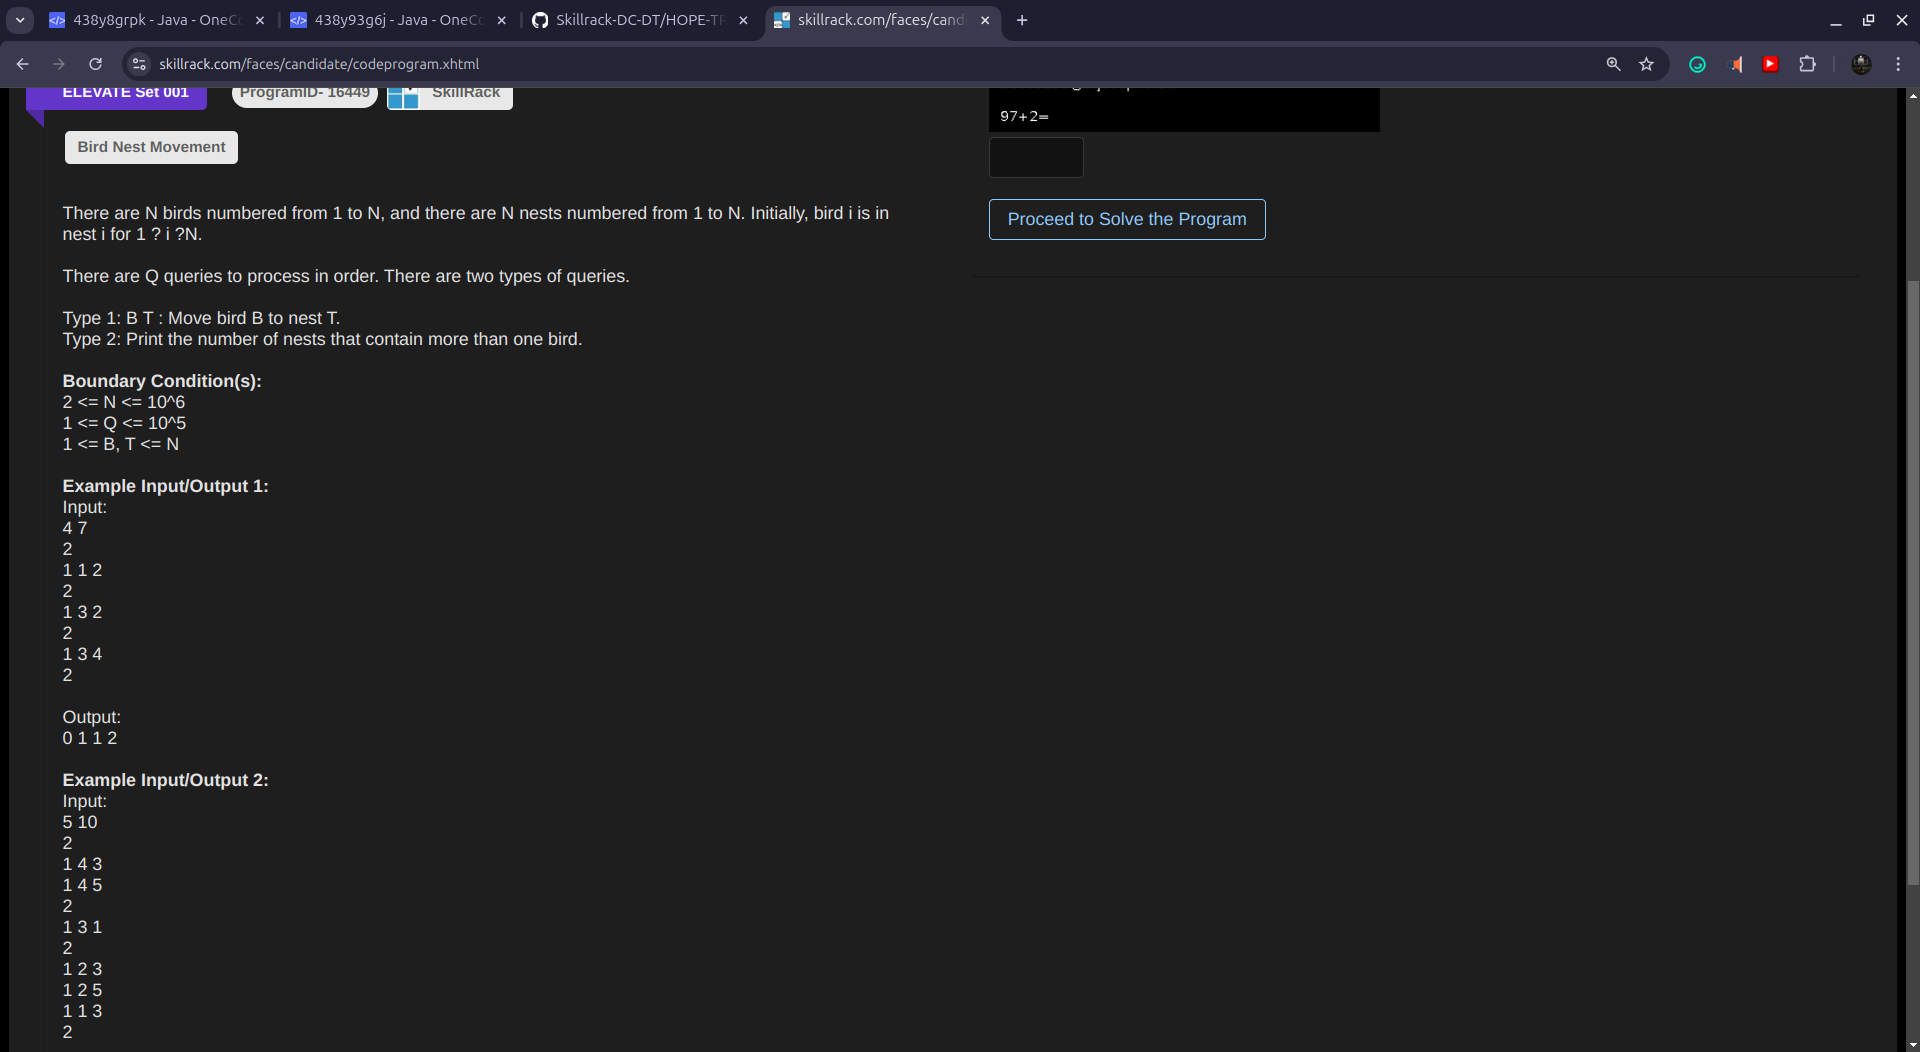 438y8grpk - Java - OneC
438y93g6j - Java - OneC
Skillrack-DC-DT/HOPE-TR
skillrack.com/faces/candi
skillrack.com/faces/candidate/codeprogram.xhtml
ELEVATE Set 001
ProgramID- 16449
SkillRack
97+2=
Bird Nest Movement
Proceed to Solve the Program
There are N birds numbered from 1 to N, and there are N nests numbered from 1 to N. Initially, bird i is in
nest i for 1 ? i ?N.
There are Q queries to process in order. There are two types of queries.
Type 1: B T : Move bird B to nest T.
Type 2: Print the number of nests that contain more than one bird.
Boundary Condition(s):
2 <= N <= 10^6
1 <= Q <= 10^5
1 <= B, T <= N
Example Input/Output 1:
Input:
4 7
2
1 1 2
2
1 3 2
2
1 3 4
2
Output:
0 1 1 2
Example Input/Output 2:
Input:
5 10
2
1 4 3
1 4 5
2
1 3 1
2
1 2 3
1 2 5
1 1 3
2